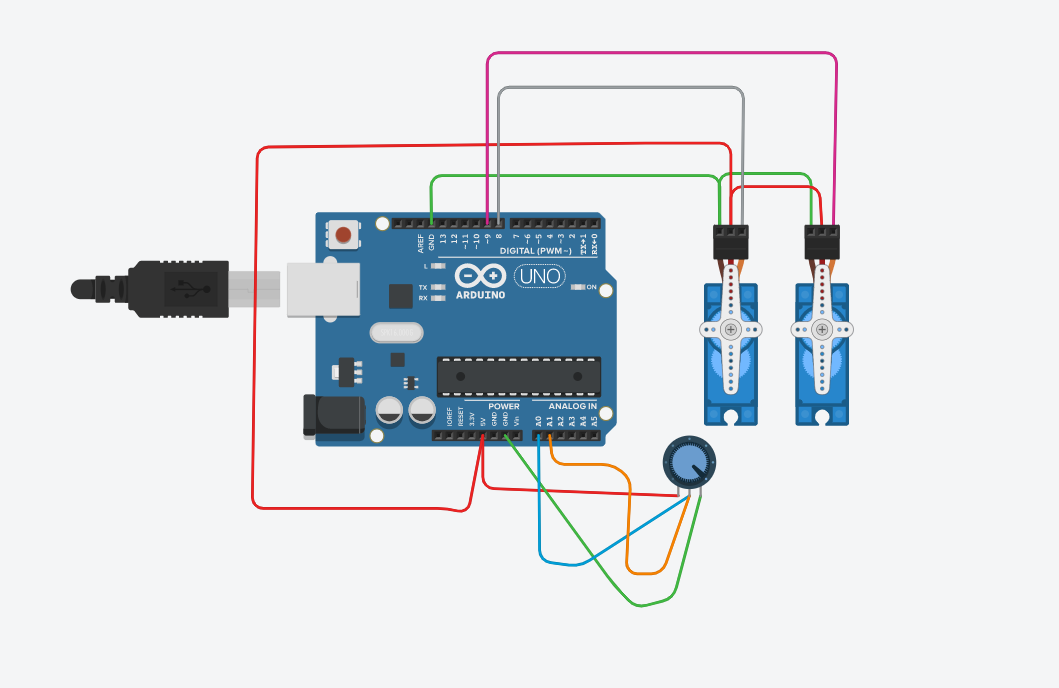 AREF
GND
13
12
~11
~10
~9
8
7
~6
~5
4
~3
2
TX→1
RX←0
DIGITAL (PWM~)
L
TX
RX
ARDUINO
UNO
ON
POWER
ANALOG IN
IOREF
RESET
3.3V
5V
GND
GND
Vin
A0
A1
A2
A3
A4
A5